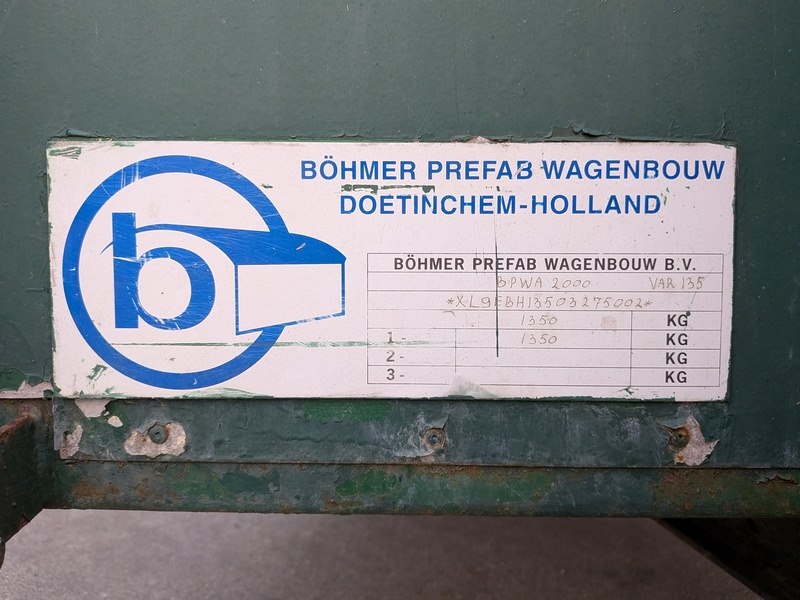 b
BÖHMER PREFAB WAGENBOUW
DOETINCHEM-HOLLAND
BÖHMER PREFAB WAGENBOUW B.V.
BPWA 2000 VAR 135
*XL9EBH13503275002*
1350 KG
1- 1350 KG
2- KG
3- KG